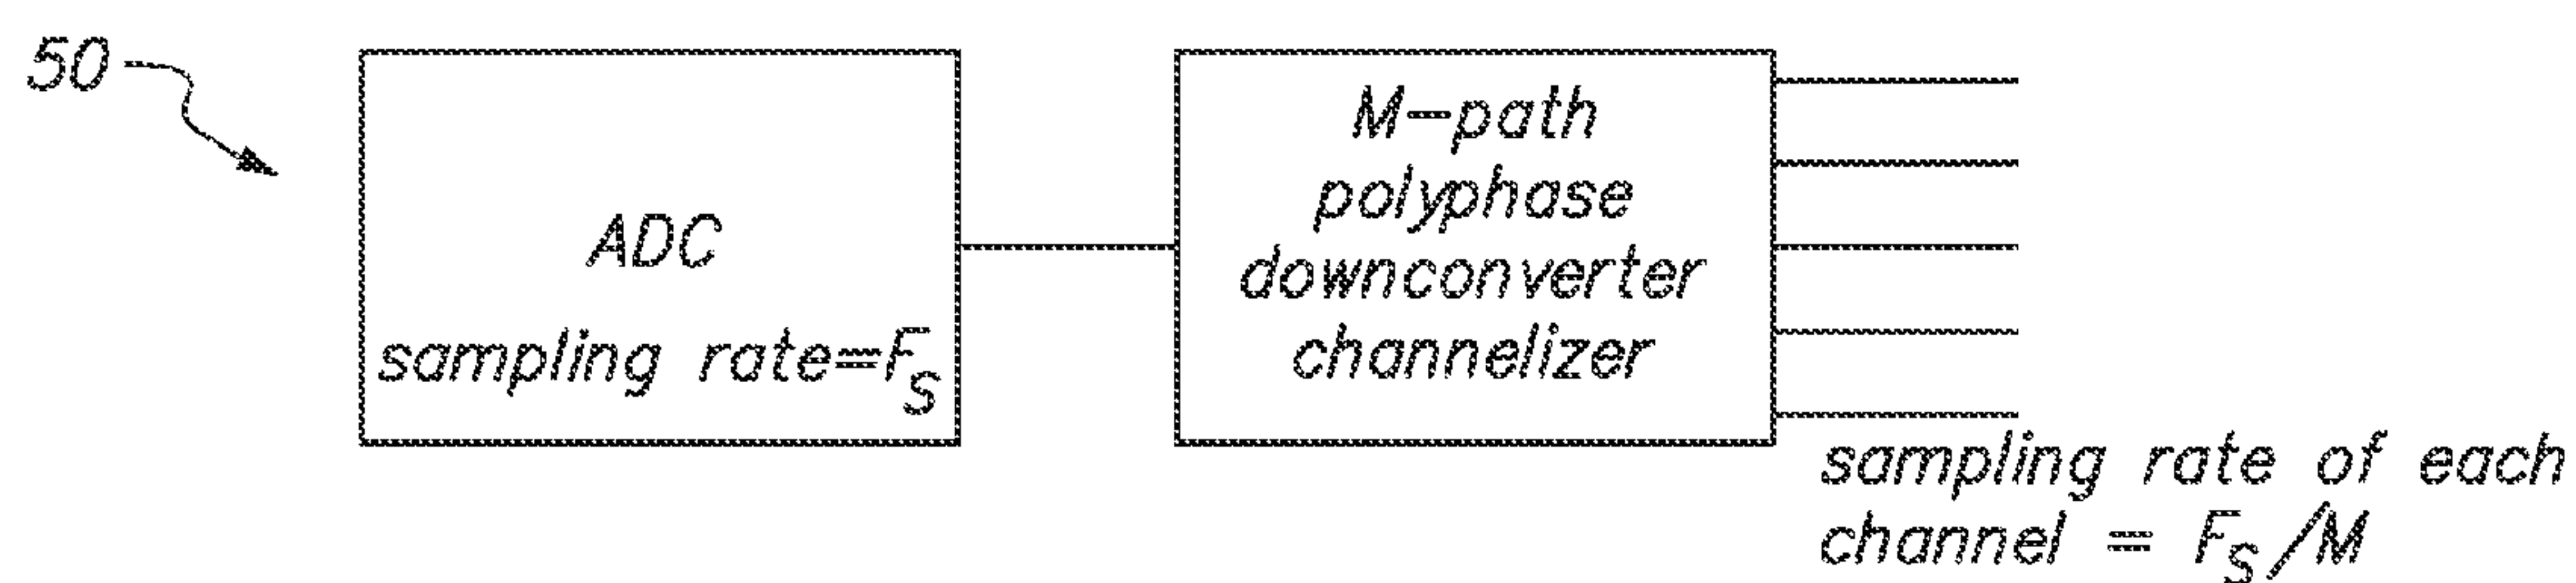 50
ADC
sampling rate=F_S
M-path
polyphase
downconverter
channelizer
sampling rate of each
channel = F_S/M